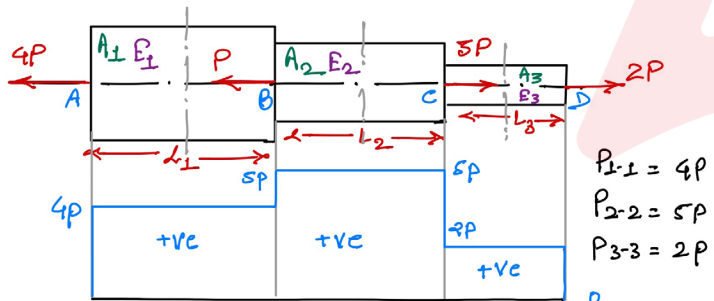 4P A1 E1 P A2 E2 5P A3 E3 2P
A B C D
L1 L2 L3
5P 5P
4P 2P
+ve +ve +ve
P1-1 = 4P
P2-2 = 5P
P3-3 = 2P